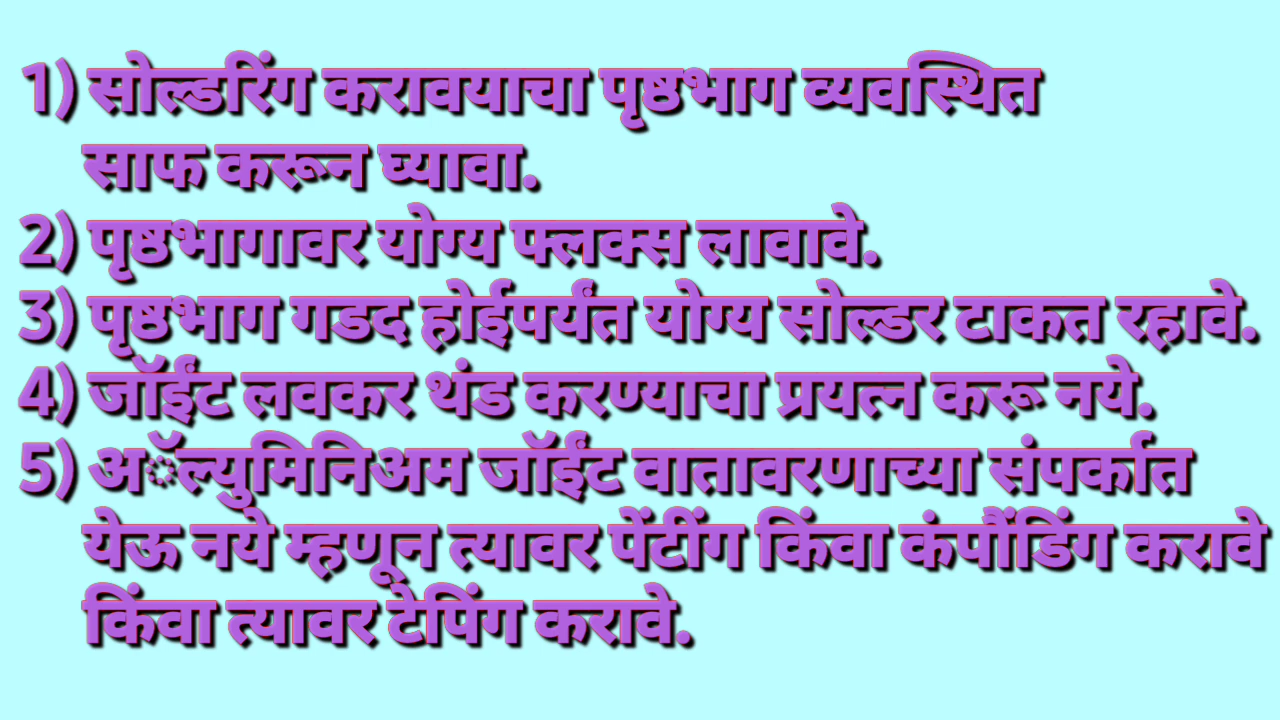 1) सोल्डरिंग करावयाचा पृष्ठभाग व्यवस्थित
साफ करून घ्यावा.
2) पृष्ठभागावर योग्य फ्लक्स लावावे.
3) पृष्ठभाग गडद होईपर्यंत योग्य सोल्डर टाकत रहावे.
4) जॉईंट लवकर थंड करण्याचा प्रयत्न करू नये.
5) अॅल्युमिनिअम जॉईंट वातावरणाच्या संपर्कात
येऊ नये म्हणून त्यावर पेंटींग किंवा कंपौंडिंग करावे
किंवा त्यावर टेपिंग करावे.